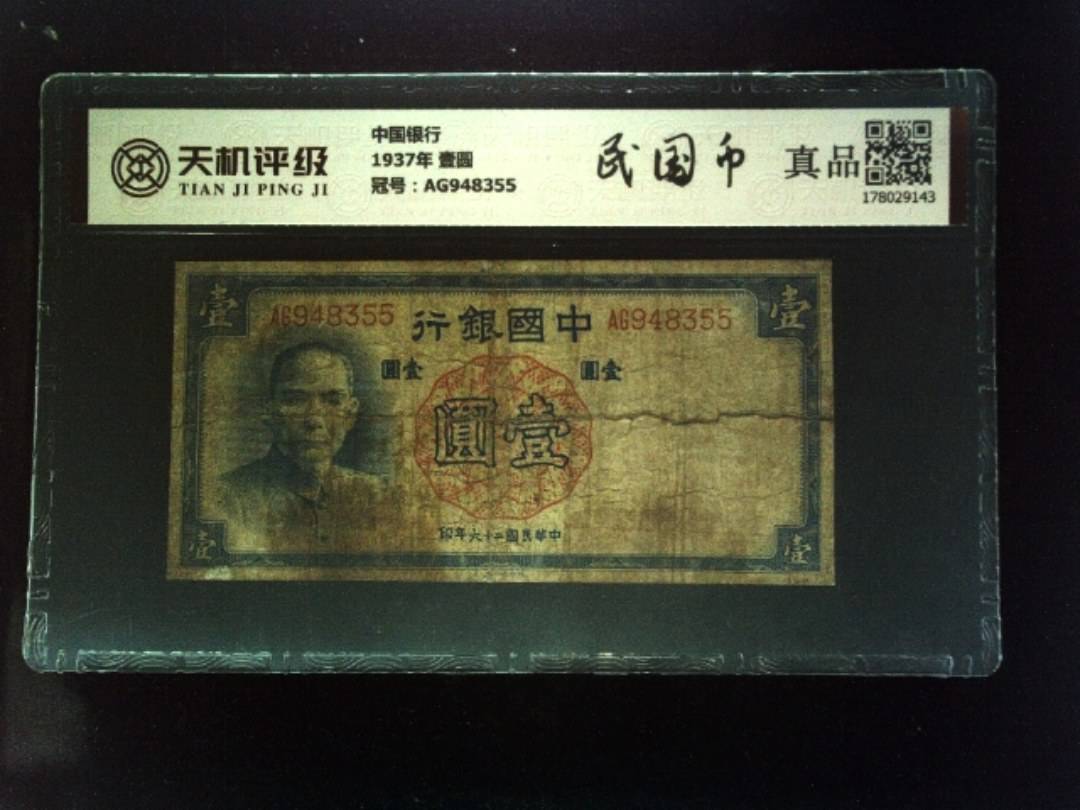 天机评级
TIAN JI PING JI
中国银行
1937年 壹圆
冠号：AG948355
民国币
真品
178029143
壹
壹
AG948355
中國銀行
AG948355
壹圓
壹圓
壹圓
中華民國二十六年印
壹
壹